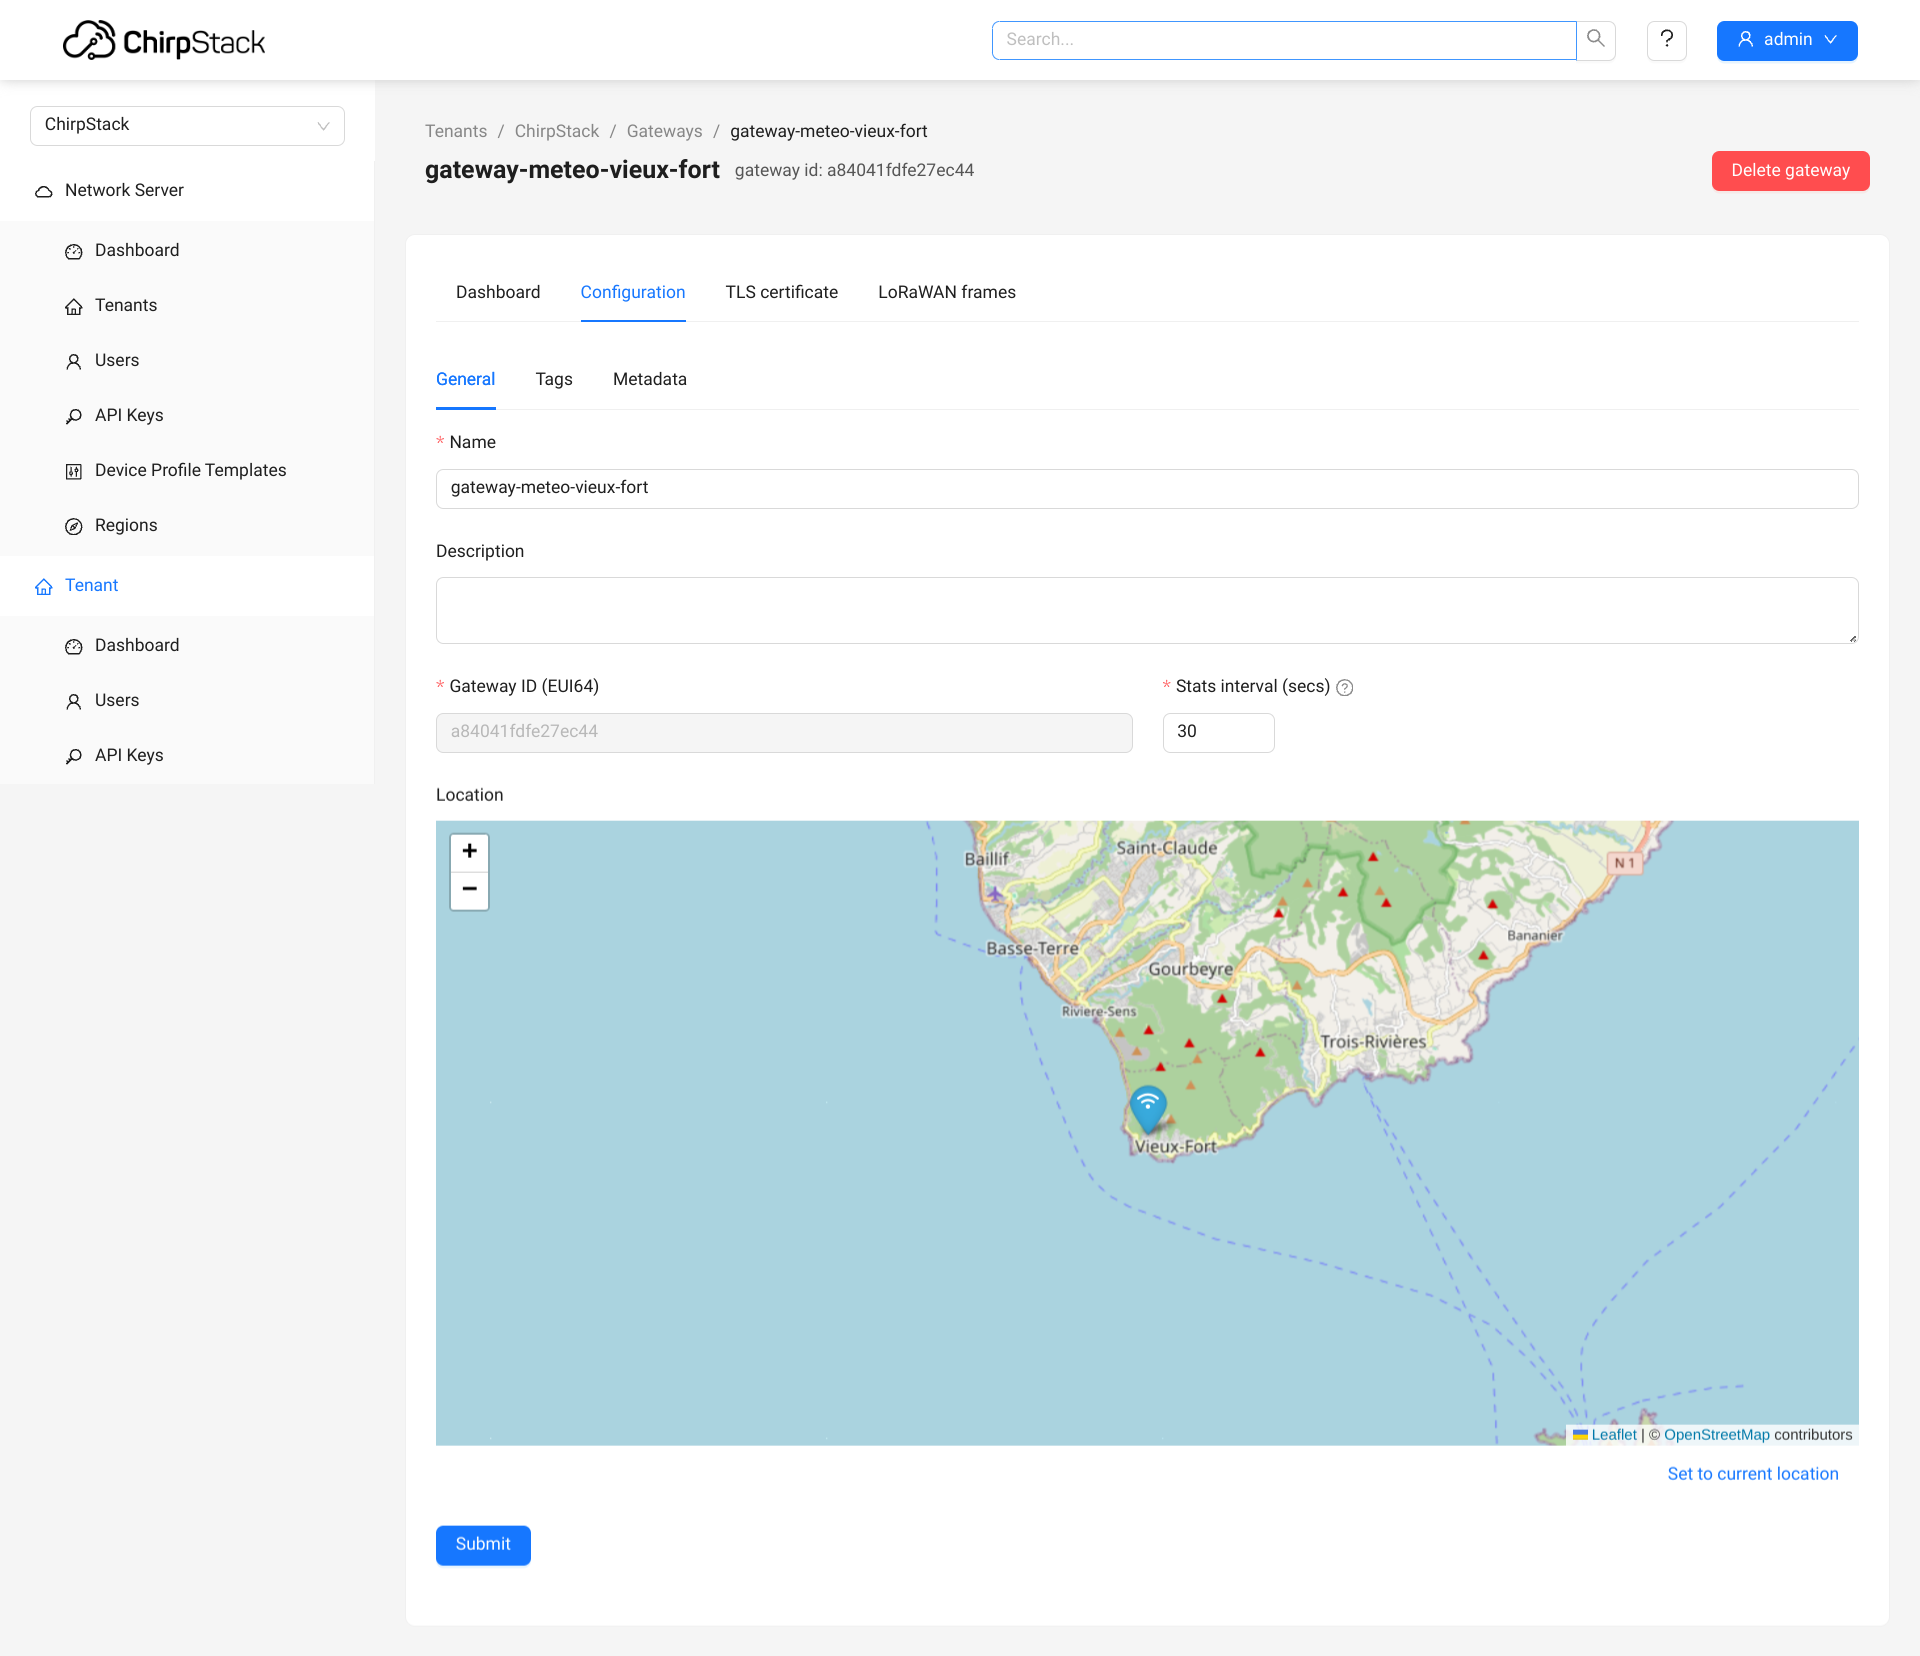 ChirpStack
Search...
?
admin
ChirpStack
Network Server
Dashboard
Tenants
Users
API Keys
Device Profile Templates
Regions
Tenant
Dashboard
Users
API Keys
Tenants / ChirpStack / Gateways / gateway-meteo-vieux-fort
gateway-meteo-vieux-fort gateway id: a84041fdfe27ec44
Delete gateway
Dashboard Configuration TLS certificate LoRaWAN frames
General Tags Metadata
* Name
gateway-meteo-vieux-fort
Description
* Gateway ID (EUI64)
a84041fdfe27ec44
* Stats interval (secs) ?
30
Location
+
−
Saint-Claude
Baillif
N 1
Bananier
Basse-Terre
Gourbeyre
Riviere-Sens
Trois-Rivières
Vieux-Fort
Leaflet | © OpenStreetMap contributors
Set to current location
Submit